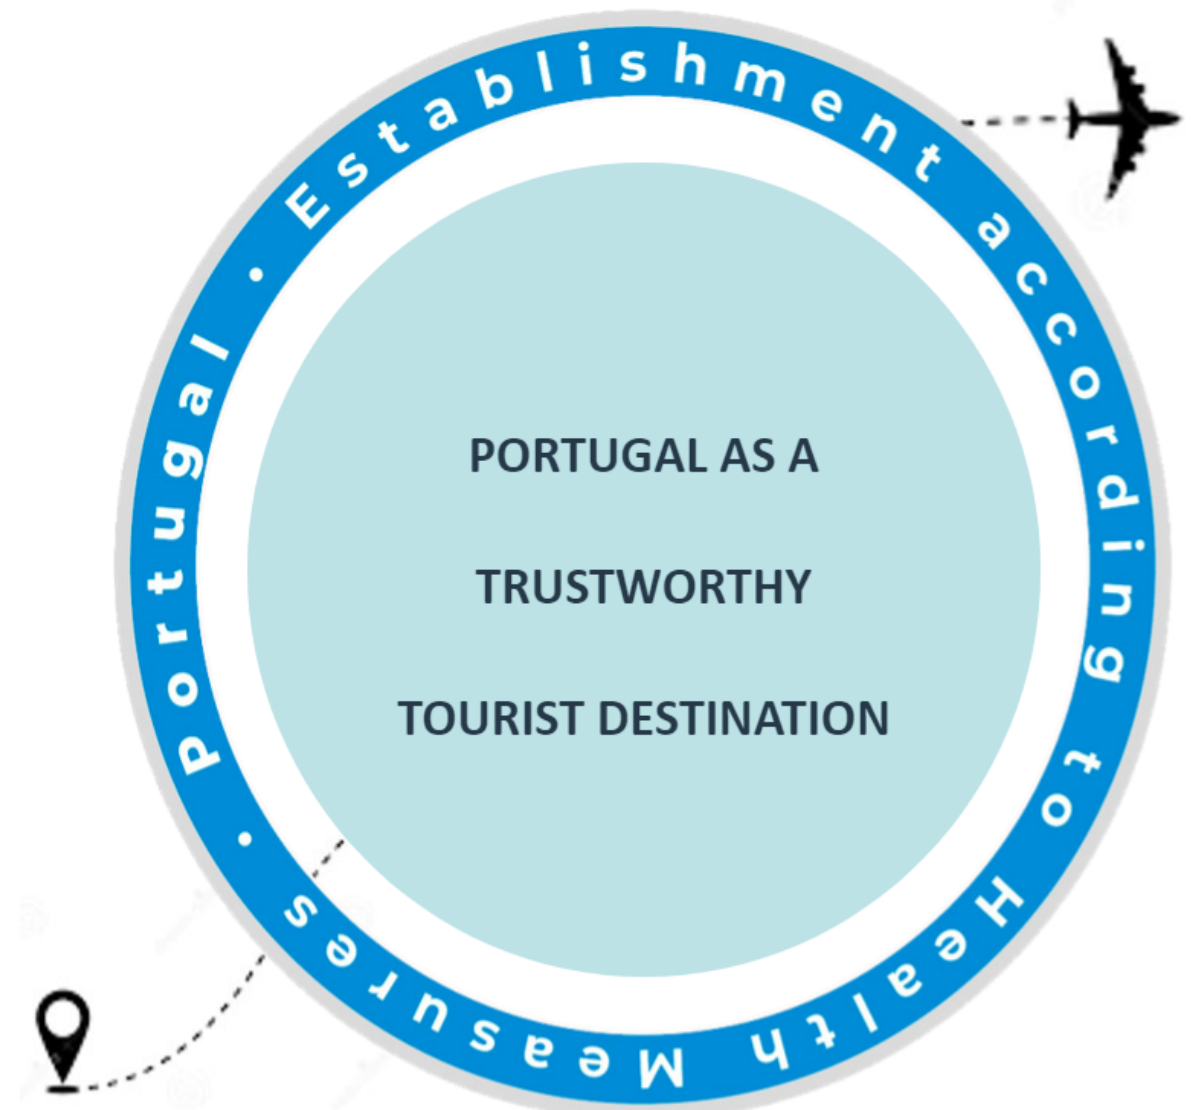 Portugal • Establishment according to Health Measures •
PORTUGAL AS A
TRUSTWORTHY
TOURIST DESTINATION